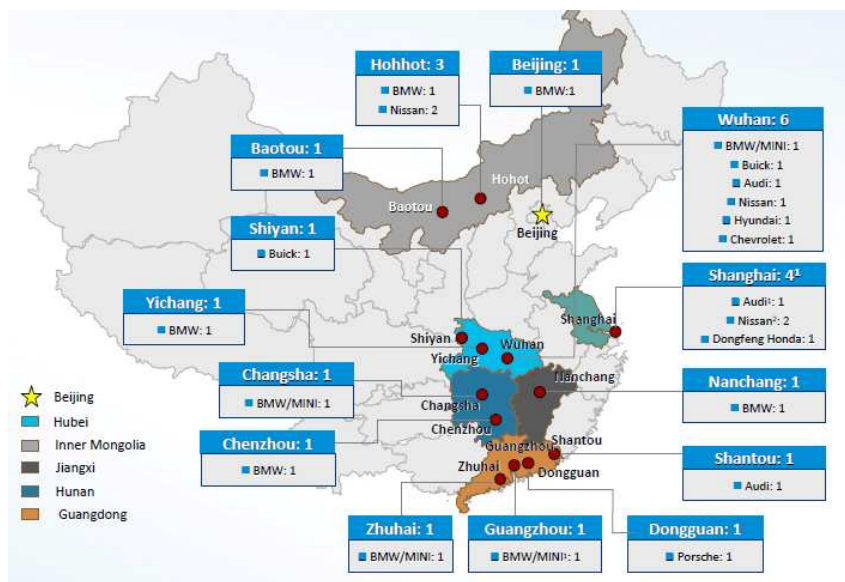 Hohhot: 3
BMW: 1
Nissan: 2
Beijing: 1
BMW:1
Wuhan: 6
BMW/MINI: 1
Buick: 1
Audi: 1
Nissan: 1
Hyundai: 1
Chevrolet: 1
Baotou: 1
BMW: 1
Hohot
Baotou
Beijing
Shiyan: 1
Buick: 1
Shanghai: 4¹
Audi¹: 1
Nissan²: 2
Dongfeng Honda: 1
Yichang: 1
BMW: 1
Shanghai
Shiyan
Wuhan
Yichang
Changsha: 1
BMW/MINI: 1
Nanchang
Nanchang: 1
BMW: 1
Changsha
Chenzhou
Chenzhou: 1
BMW: 1
Guangzhou
Shantou
Zhuhai
Dongguan
Shantou: 1
Audi: 1
Beijing
Hubei
Inner Mongolia
Jiangxi
Hunan
Guangdong
Zhuhai: 1
BMW/MINI: 1
Guangzhou: 1
BMW/MINI¹: 1
Dongguan: 1
Porsche: 1